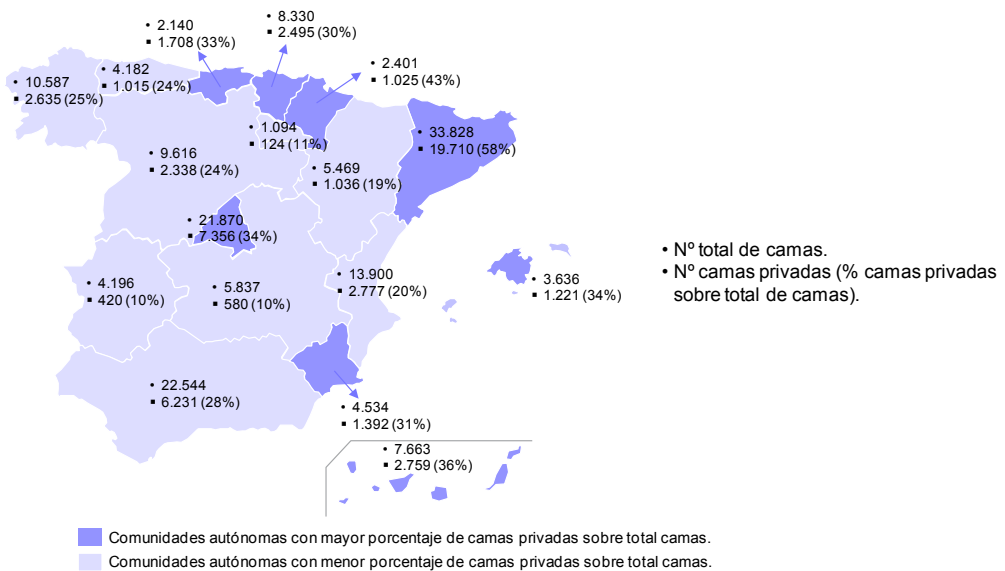 • 8.330
■ 2.495 (30%)
• 2.140
■ 1.708 (33%)
• 2.401
■ 1.025 (43%)
• 10.587
■ 2.635 (25%)
• 4.182
■ 1.015 (24%)
• 1.094
■ 124 (11%)
• 33.828
■ 19.710 (58%)
• 9.616
■ 2.338 (24%)
• 5.469
■ 1.036 (19%)
• 21.870
■ 7.356 (34%)
• Nº total de camas.
• Nº camas privadas (% camas privadas
sobre total de camas).
• 4.196
■ 420 (10%)
• 5.837
■ 580 (10%)
• 13.900
■ 2.777 (20%)
• 3.636
■ 1.221 (34%)
• 22.544
■ 6.231 (28%)
• 4.534
■ 1.392 (31%)
• 7.663
■ 2.759 (36%)
Comunidades autónomas con mayor porcentaje de camas privadas sobre total camas.
Comunidades autónomas con menor porcentaje de camas privadas sobre total camas.